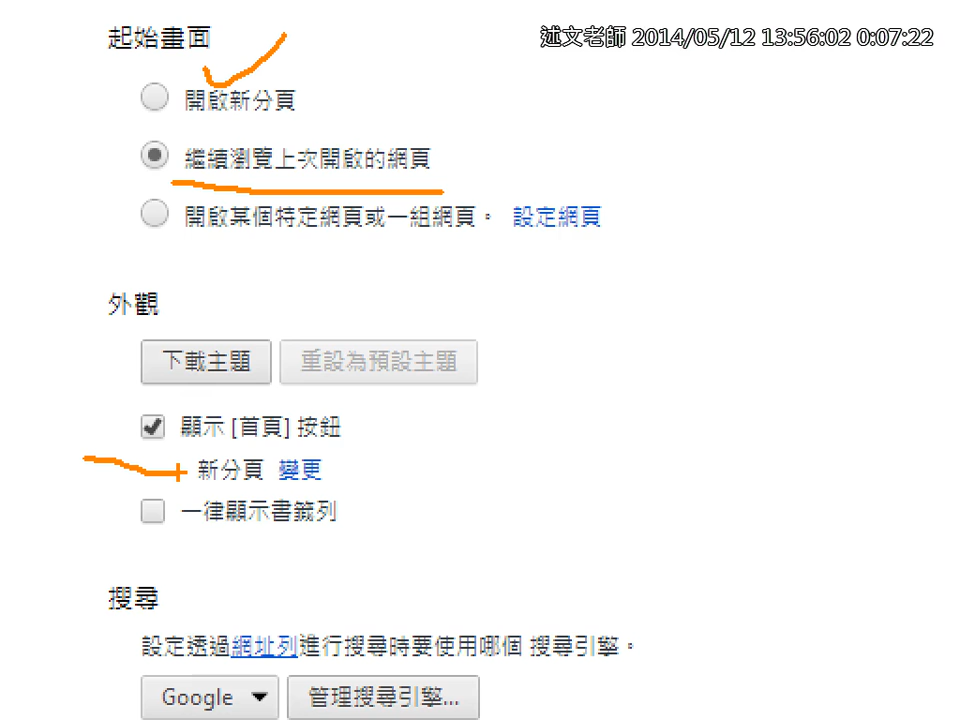 起始畫面
述文老師 2014/05/12 13:56:02 0:07:22
開啟新分頁
繼續瀏覽上次開啟的網頁
開啟某個特定網頁或一組網頁。 設定網頁
外觀
下載主題 重設為預設主題
顯示 [首頁] 按鈕
新分頁 變更
一律顯示書籤列
搜尋
設定透過網址列進行搜尋時要使用哪個 搜尋引擎。
Google 管理搜尋引擎...